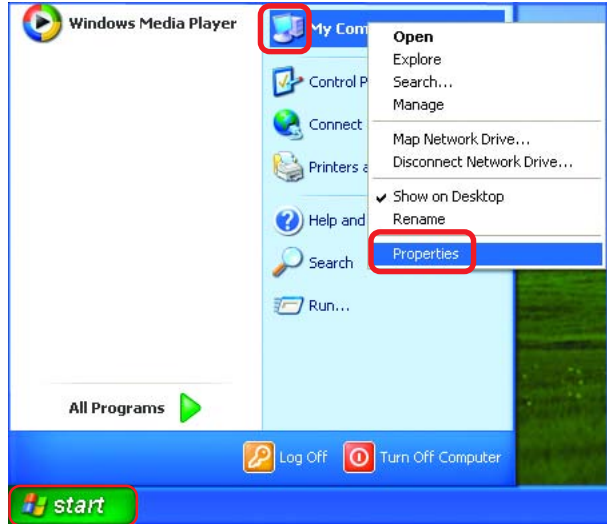 Windows Media Player
My Com
Control P
Connect
Printers a
Help and
Search
Run...
Open
Explore
Search...
Manage
Map Network Drive...
Disconnect Network Drive...
Show on Desktop
Rename
Properties
All Programs
Log Off
Turn Off Computer
start